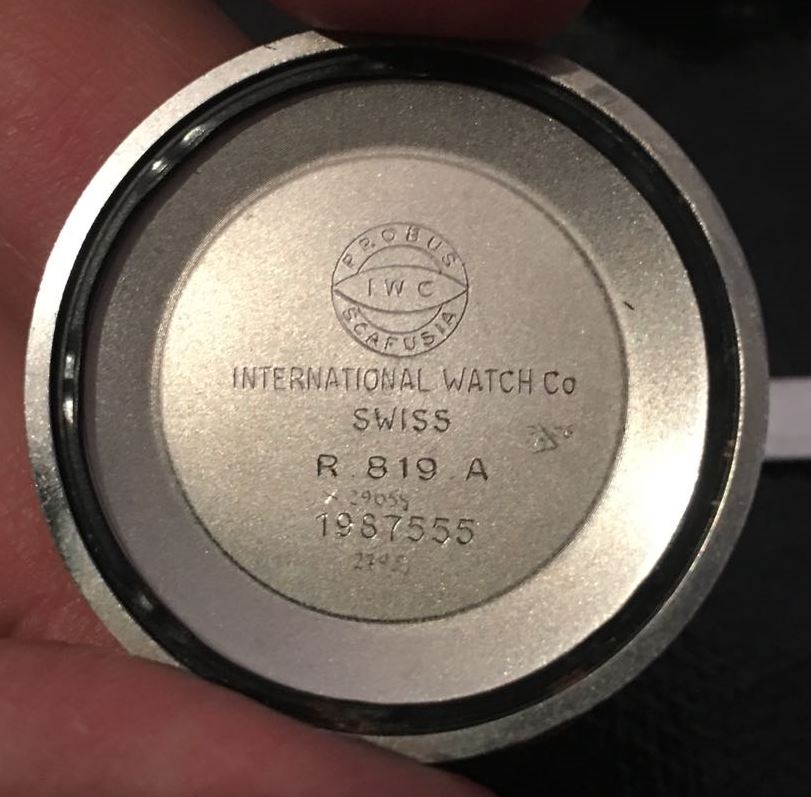 PROBUS
IWC
SCAFUSIA
INTERNATIONAL WATCH Co
SWISS
R 819 A
1987555